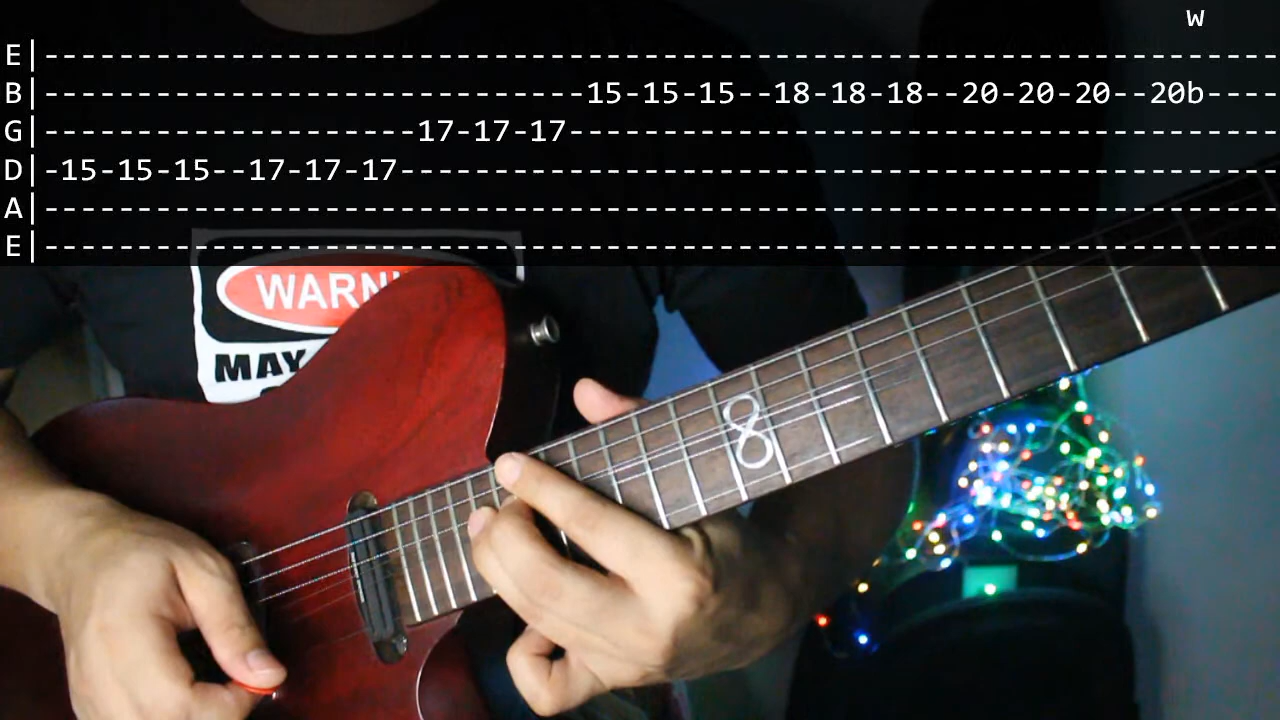 w
E|------------------------------------------------------------------
B|-----------------------------15-15-15--18-18-18--20-20-20--20b----
G|--------------------17-17-17--------------------------------------
D|-15-15-15--17-17-17-----------------------------------------------
A|------------------------------------------------------------------
E|------------------------------------------------------------------
MAY